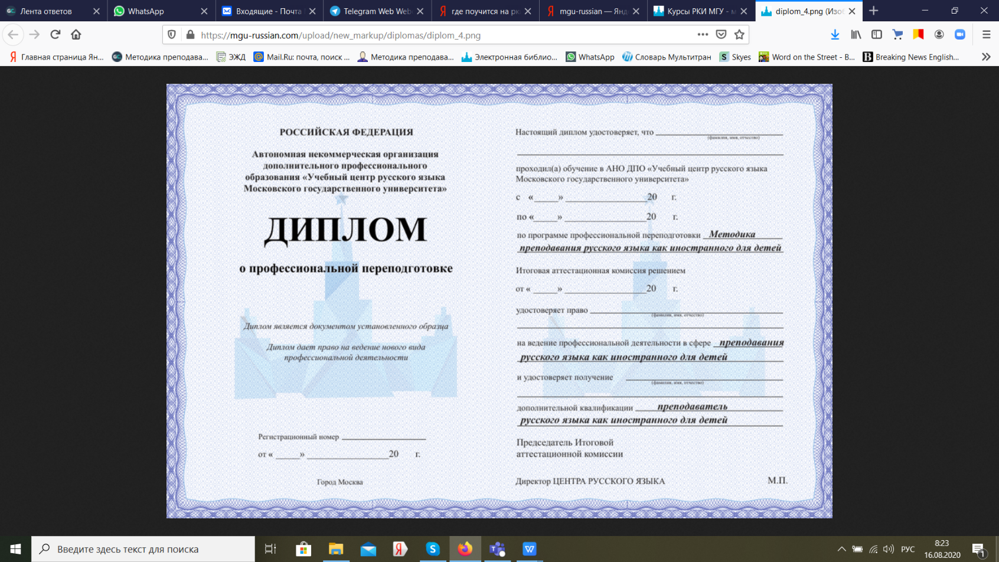 Лента ответов
WhatsApp
Входящие - Почта
Telegram Web
где поучится на рк
mgu-russian — Янд
Курсы РКИ МГУ - м
diplom_4.png (Изоб
https://mgu-russian.com/upload/new_markup/diplomas/diplom_4.png
Главная страница Ян...
Методика преподава...
ЭЖД
Mail.Ru: почта, поиск ...
Методика преподава...
Электронная библио...
WhatsApp
Словарь Мультитран
Skyes
Word on the Street - B...
Breaking News English...
РОССИЙСКАЯ ФЕДЕРАЦИЯ
Автономная некоммерческая организация
дополнительного профессионального
образования «Учебный центр русского языка
Московского государственного университета»
ДИПЛОМ
о профессиональной переподготовке
Диплом является документом установленного образца
Диплом дает право на ведение нового вида
профессиональной деятельности
Регистрационный номер ____________
от « _____» _________________20 г.
Город Москва
Настоящий диплом удостоверяет, что ____________
(фамилия, имя, отчество)
проходил(а) обучение в АНО ДПО «Учебный центр русского языка
Московского государственного университета»
с «_____» _________________20 г.
по «_____» _________________20 г.
по программе профессиональной переподготовки Методика
преподавания русского языка как иностранного для детей
Итоговая аттестационная комиссия решением
от « _____» _________________20 г.
удостоверяет право ____________
(фамилия, имя, отчество)
на ведение профессиональной деятельности в сфере преподавания
русского языка как иностранного для детей
и удостоверяет получение ____________
(фамилия, имя, отчество)
дополнительной квалификации преподаватель
русского языка как иностранного для детей
Председатель Итоговой
аттестационной комиссии
Директор ЦЕНТРА РУССКОГО ЯЗЫКА М.П.
Введите здесь текст для поиска
РУС
8:23
16.08.2020
1